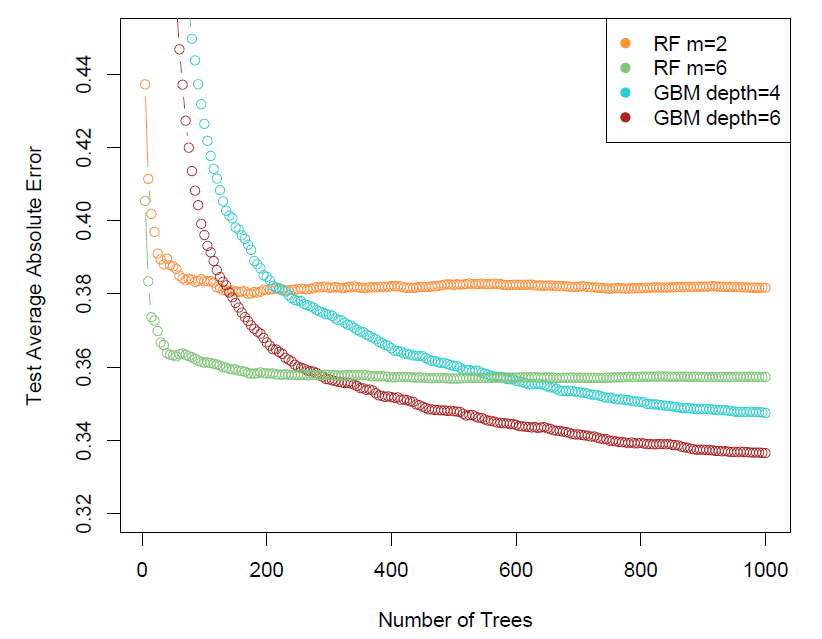 RF m=2
RF m=6
GBM depth=4
GBM depth=6
Test Average Absolute Error
0.44
0.42
0.40
0.38
0.36
0.34
0.32
0 200 400 600 800 1000
Number of Trees